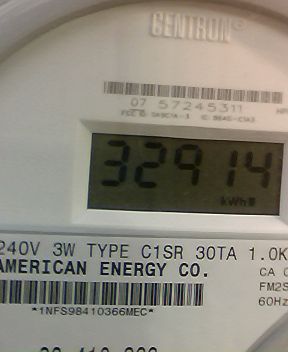 CENTRON®
07 57245311
32914
kWh
240V 3W TYPE C1SR 30TA 1.0K
AMERICAN ENERGY CO.
CA
FM2S
60Hz
*1NFS98410366MEC*